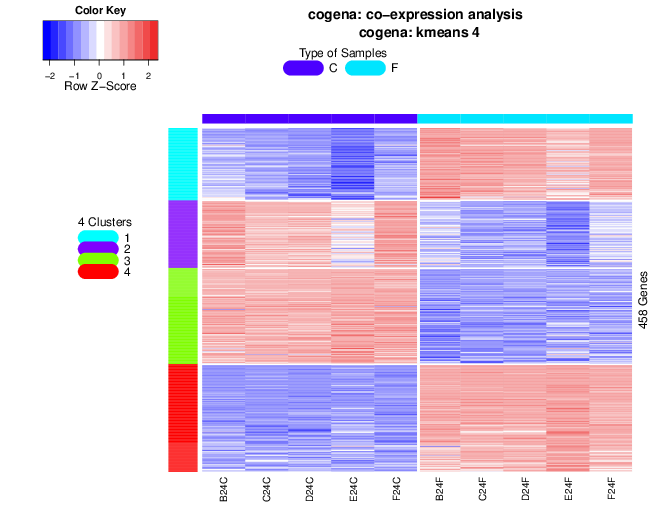 Color Key
−2 −1 0 1 2
Row Z−Score
cogena: co−expression analysis
cogena: kmeans 4
Type of Samples
C F
4 Clusters
1
2
3
4
458 Genes
B24C C24C D24C E24C F24C B24F C24F D24F E24F F24F